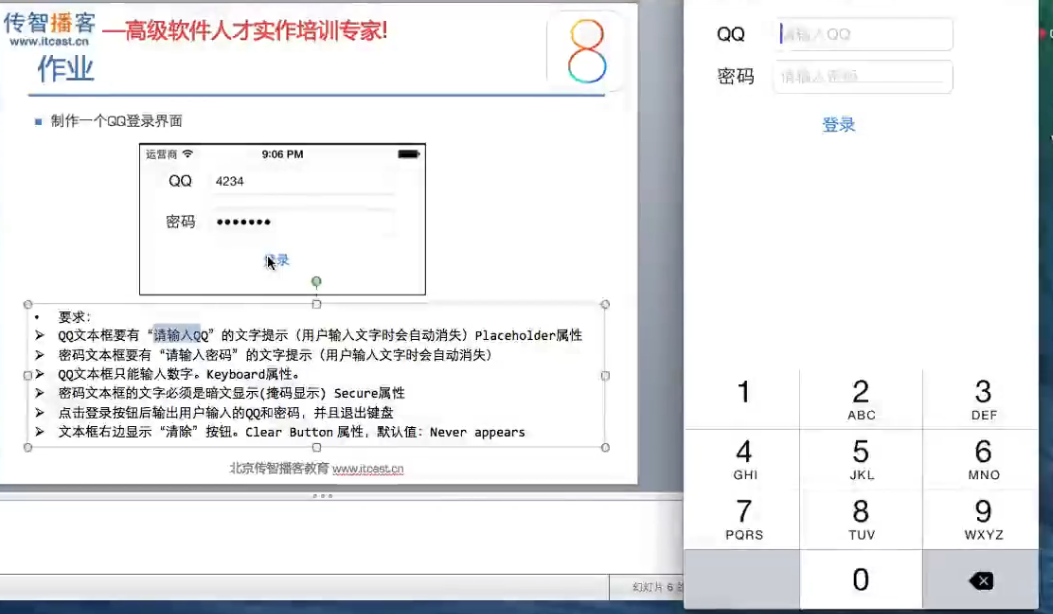 传智播客
www.itcast.cn
—高级软件人才实作培训专家!
8
作业
制作一个QQ登录界面
运营商
9:06 PM
QQ
4234
密码
•••••••
登录
• 要求:
➢ QQ文本框要有“请输入QQ”的文字提示（用户输入文字时会自动消失）Placeholder属性
➢ 密码文本框要有“请输入密码”的文字提示（用户输入文字时会自动消失）
➢ QQ文本框只能输入数字。Keyboard属性。
➢ 密码文本框的文字必须是暗文显示(掩码显示) Secure属性
➢ 点击登录按钮后输出用户输入的QQ和密码，并且退出键盘
➢ 文本框右边显示“清除”按钮。Clear Button 属性，默认值：Never appears
北京传智播客教育 www.itcast.cn
幻灯片 6
QQ
请输入QQ
密码
请输入密码
登录
1
2
ABC
3
DEF
4
GHI
5
JKL
6
MNO
7
PQRS
8
TUV
9
WXYZ
0